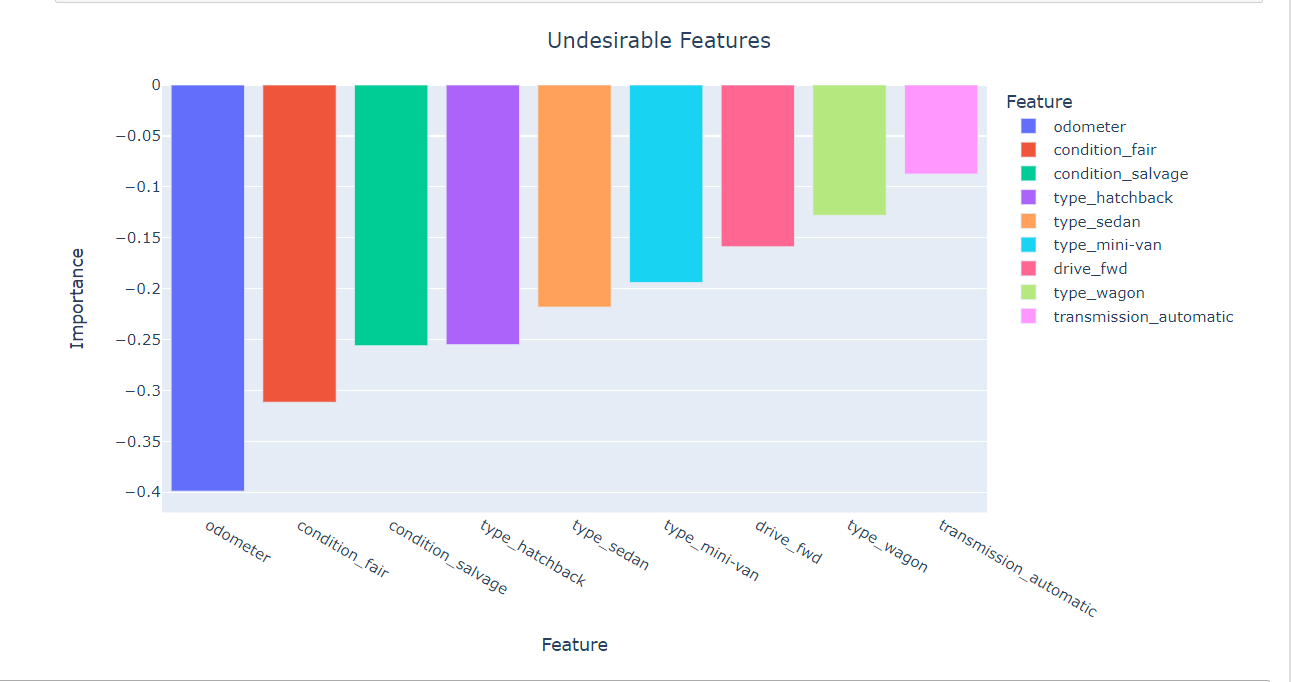 Undesirable Features
0
−0.05
−0.1
−0.15
−0.2
−0.25
−0.3
−0.35
−0.4
Importance
odometer
condition_fair
condition_salvage
type_hatchback
type_sedan
type_mini-van
drive_fwd
type_wagon
transmission_automatic
Feature
Feature
odometer
condition_fair
condition_salvage
type_hatchback
type_sedan
type_mini-van
drive_fwd
type_wagon
transmission_automatic